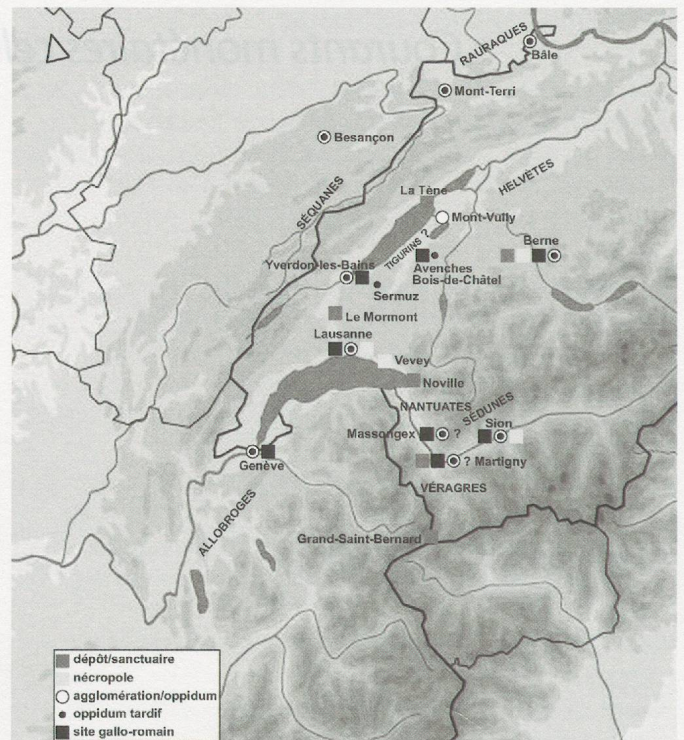 RAURAQUES
Bâle
Mont-Terri
Besançon
SÉQUANES
La Tène
HELVÈTES
Mont-Vully
TIGURINS ?
Berne
Yverdon-les-Bains
Avenches
Bois-de-Châtel
Sermuz
Le Mormont
Lausanne
Vevey
Noville
NANTUATES
SÉDUNES
Massongex
?
Sion
Genève
? Martigny
VÉRAGRES
ALLOBROGES
Grand-Saint-Bernard
dépôt/sanctuaire
nécropole
agglomération/oppidum
oppidum tardif
site gallo-romain